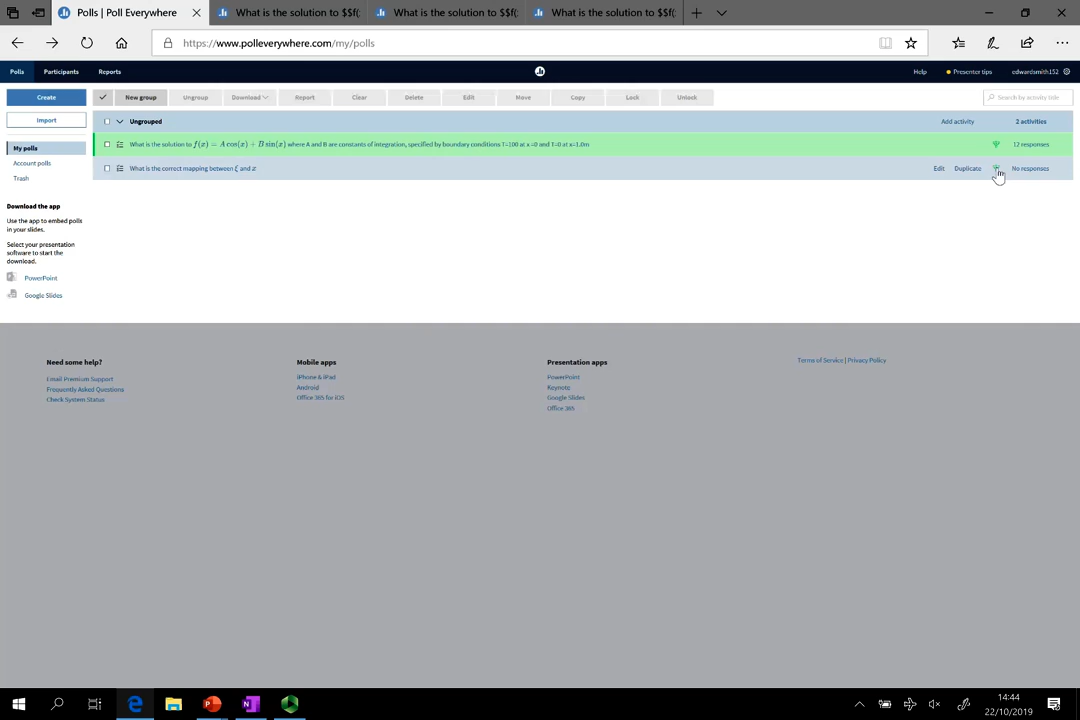 Polls | Poll Everywhere
What is the solution to $$f(
What is the solution to $$f(
What is the solution to $$f(
https://www.polleverywhere.com/my/polls
Polls Participants Reports
Help Presenter tips edwardsmith152
Create
New group Ungroup Download Report Clear Delete Edit Move Copy Lock Unlock
Search by activity title
Import
Ungrouped Add activity 2 activities
What is the solution to f(x) = A cos(x) + B sin(x) where A and B are constants of integration, specified by boundary conditions T=100 at x =0 and T=0 at x=1.0m 12 responses
What is the correct mapping between ξ and x Edit Duplicate No responses
My polls
Account polls
Trash
Download the app
Use the app to embed polls
in your slides.
Select your presentation
software to start the
download.
PowerPoint
Google Slides
Need some help?
Email Premium Support
Frequently Asked Questions
Check System Status
Mobile apps
iPhone & iPad
Android
Office 365 for iOS
Presentation apps
PowerPoint
Keynote
Google Slides
Office 365
Terms of Service | Privacy Policy
14:44
22/10/2019